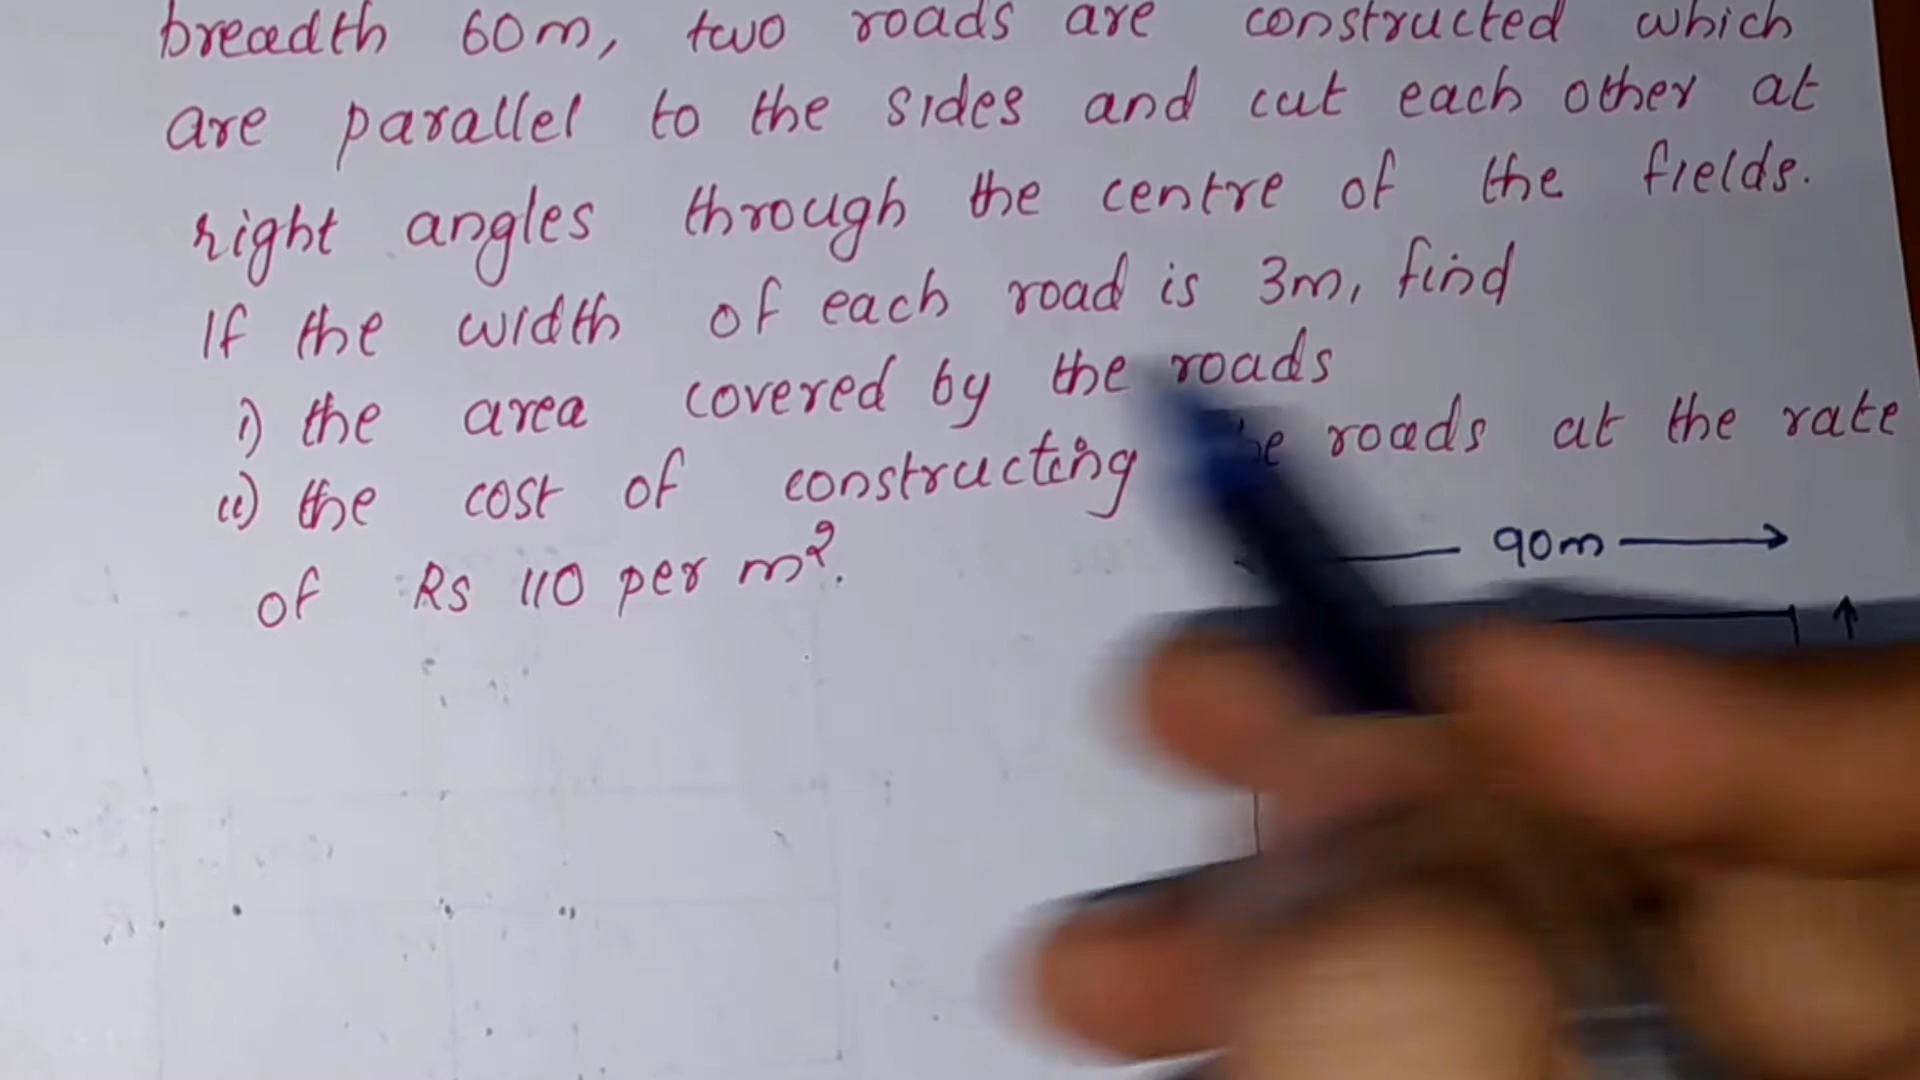 breadth 60m, two roads are constructed which
are parallel to the sides and cut each other at
right angles through the centre of the fields.
If the width of each road is 3m, find
i) the area covered by the roads
ii) the cost of constructing roads at the rate
of Rs 110 per m².
90m